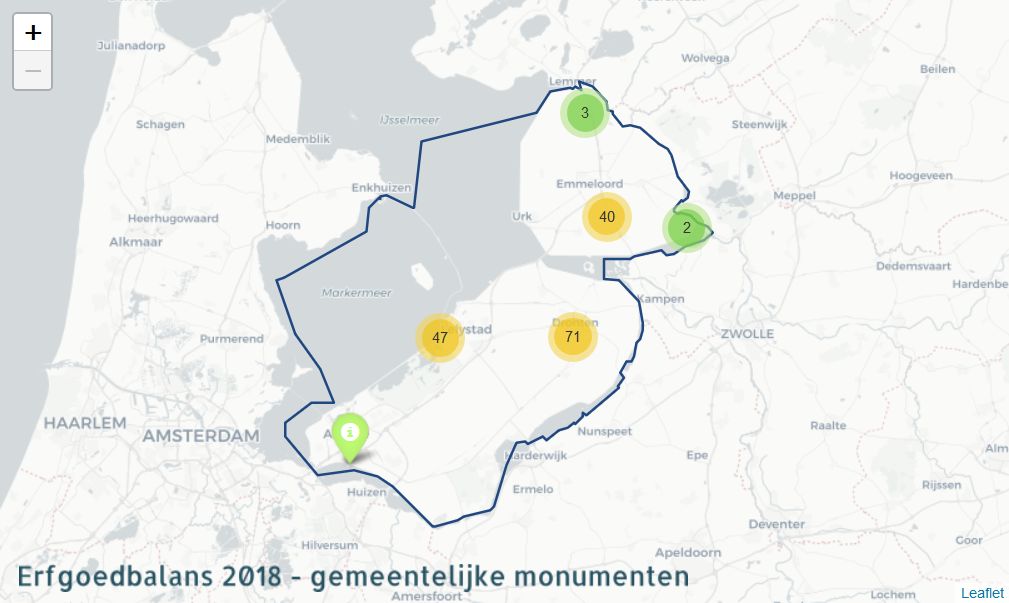 +
−
Julianadorp
Lemmer
Wolvega
Beilen
Schagen
IJsselmeer
Steenwijk
Medemblik
3
Enkhuizen
Emmeloord
Hoogeveen
Meppel
Heerhugowaard
Hoorn
Urk
40
2
Alkmaar
Dedemsvaart
Markermeer
Kampen
Hardenbe
Purmerend
47
lystad
Dronten
71
ZWOLLE
HAARLEM
AMSTERDAM
A
i
Nunspeet
Raalte
Harderwijk
Epe
Alm
Huizen
Ermelo
Rijssen
Deventer
Goor
Hilversum
Apeldoorn
Erfgoedbalans 2018 - gemeentelijke monumenten
Amersfoort
Lochem
Leaflet